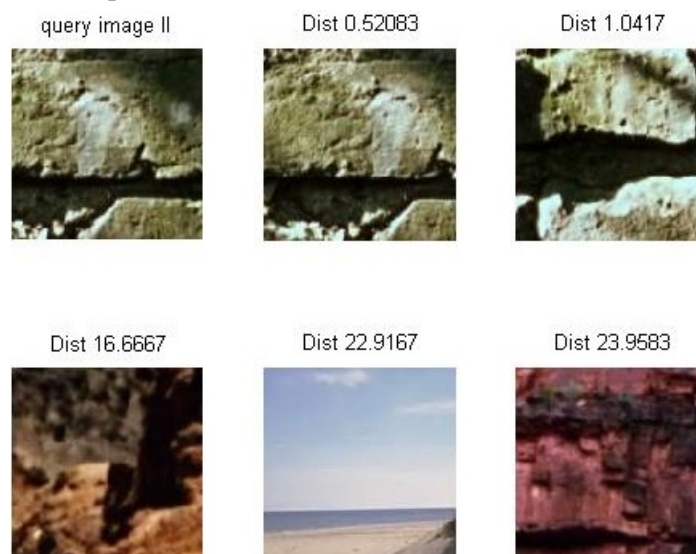 query image II
Dist 0.52083
Dist 1.0417
Dist 16.6667
Dist 22.9167
Dist 23.9583